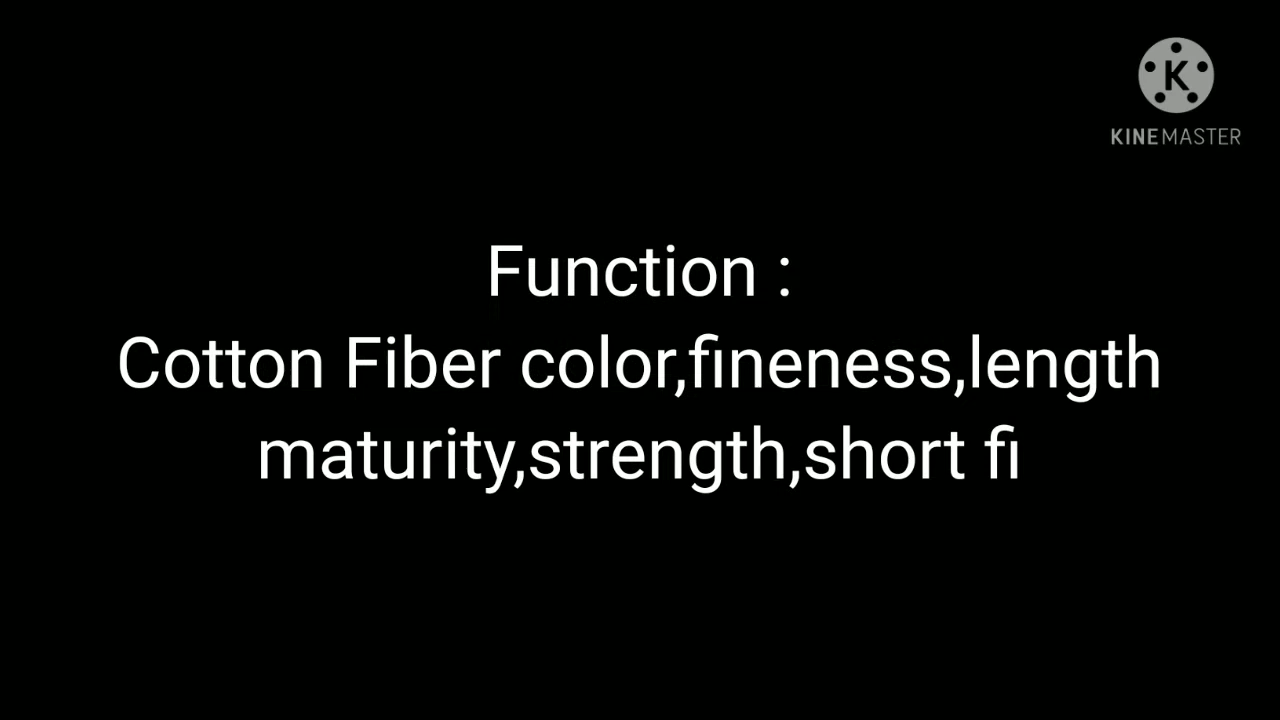 K
KINEMASTER
Function :
Cotton Fiber color,fineness,length
maturity,strength,short fi